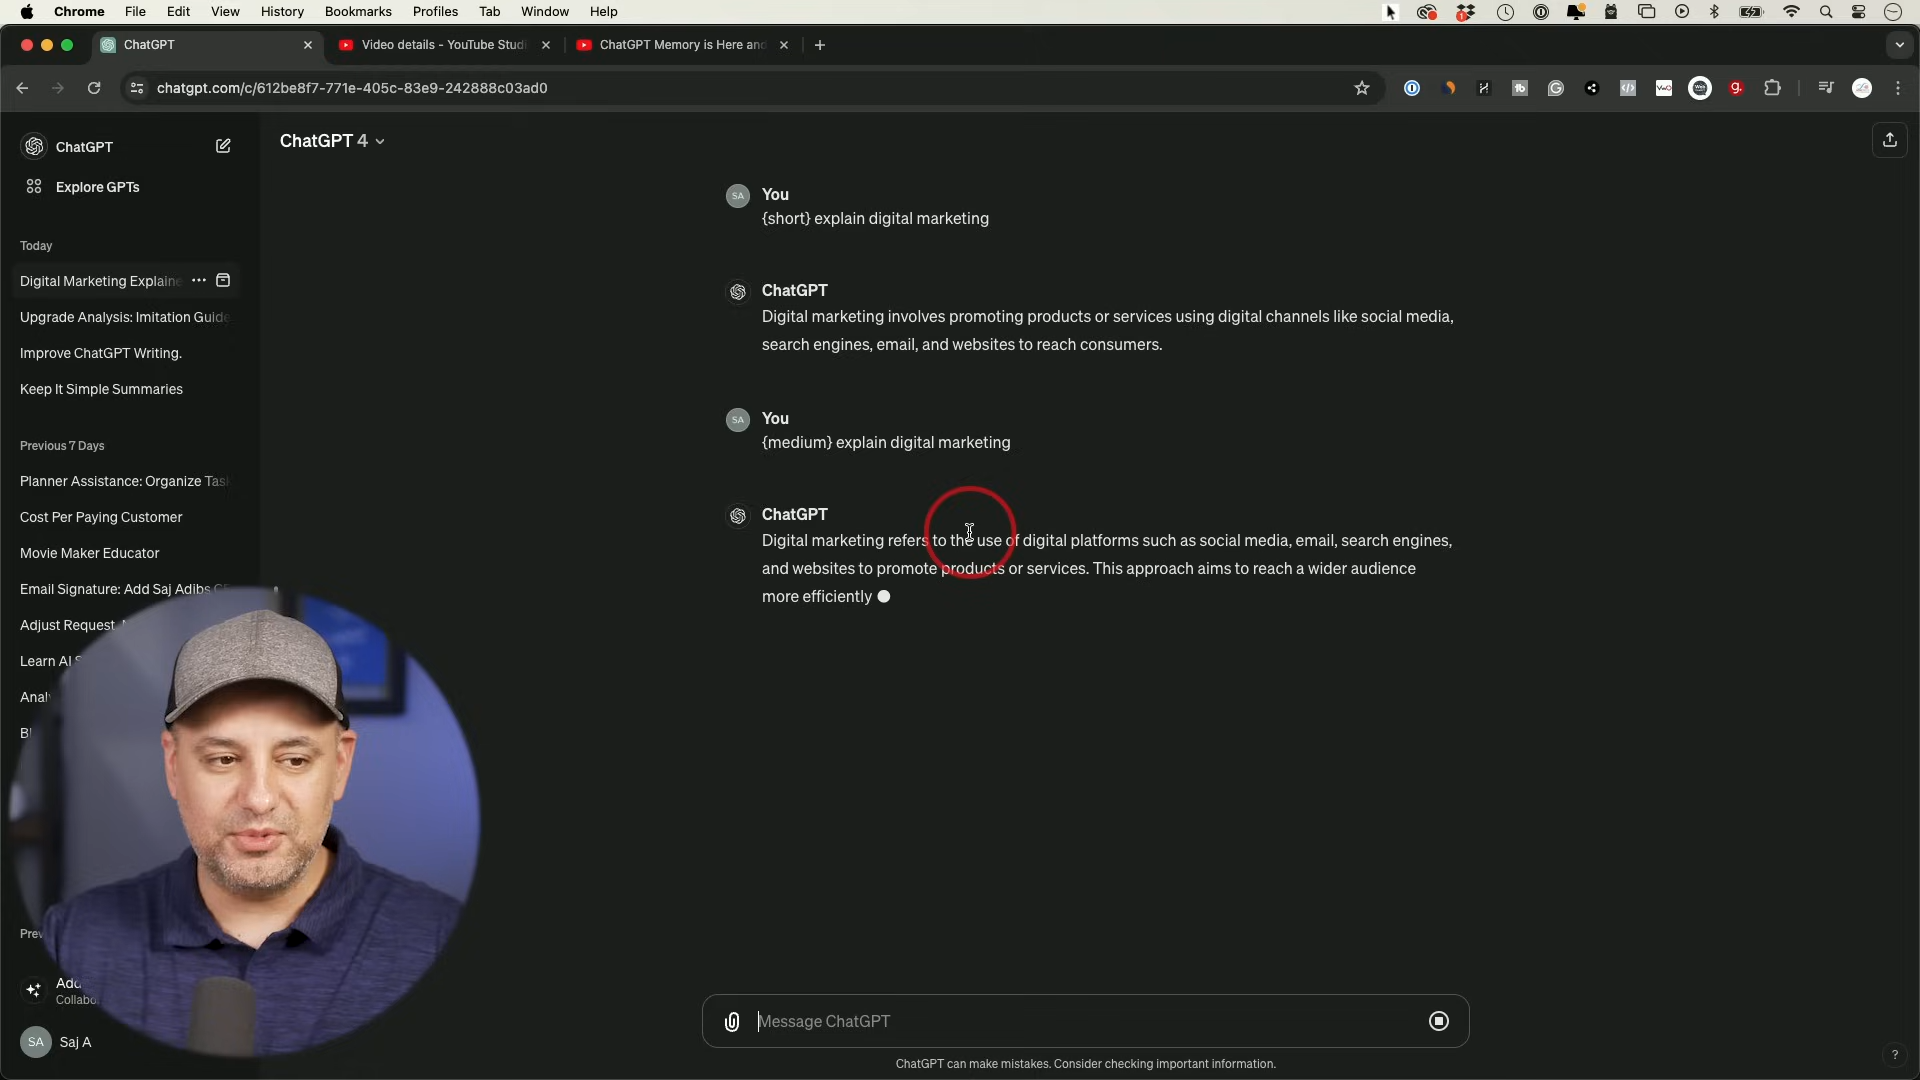 Chrome File Edit View History Bookmarks Profiles Tab Window Help
ChatGPT
Video details - YouTube Studi
ChatGPT Memory is Here and
chatgpt.com/c/612be8f7-771e-405c-83e9-242888c03ad0
ChatGPT
Explore GPTs
Today
Digital Marketing Explaine
Upgrade Analysis: Imitation Guide
Improve ChatGPT Writing.
Keep It Simple Summaries
Previous 7 Days
Planner Assistance: Organize Tas
Cost Per Paying Customer
Movie Maker Educator
Email Signature: Add Saj Adibs
Adjust Request
Learn AI
SA
Saj A
ChatGPT 4
SA
You
{short} explain digital marketing
ChatGPT
Digital marketing involves promoting products or services using digital channels like social media,
search engines, email, and websites to reach consumers.
SA
You
{medium} explain digital marketing
ChatGPT
Digital marketing refers to the use of digital platforms such as social media, email, search engines,
and websites to promote products or services. This approach aims to reach a wider audience
more efficiently
Message ChatGPT
ChatGPT can make mistakes. Consider checking important information.
?